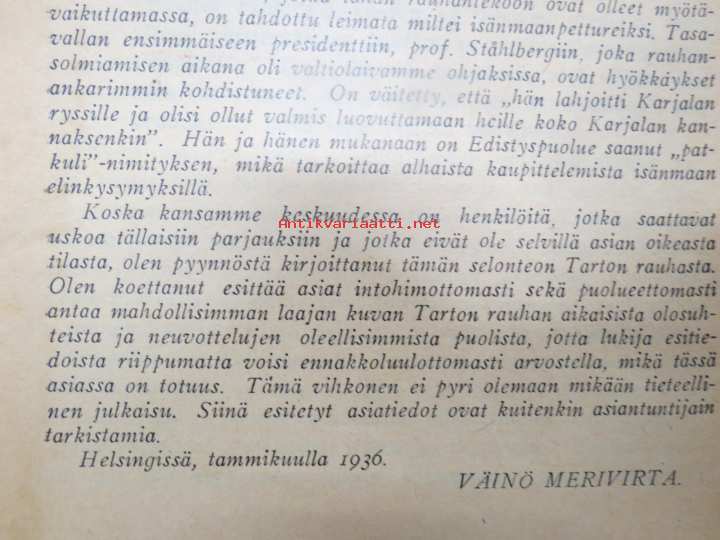 tähän rauhantekoon ovat olleet myötä-
vaikuttamassa, on tahdottu leimata miltei isänmaanpettureiksi. Tasa-
vallan ensimmäiseen presidenttiin, prof. Ståhlbergiin, joka rauhan-
solmiamisen aikana oli valtiolaivamme ohjaksissa, ovat hyökkäykset
ankarimmin kohdistuneet. On väitetty, että „hän lahjoitti Karjalan
ryssille ja olisi ollut valmis luovuttamaan heille koko Karjalan kan-
naksenkin”. Hän ja hänen mukanaan on Edistyspuolue saanut „pat-
kuli”-nimityksen, mikä tarkoittaa alhaista kaupittelemista isänmaan
elinkysymyksillä.
Koska kansamme keskuudessa on henkilöitä, jotka saattavat
Antikvariaatti.net
uskoa tällaisiin parjauksiin ja jotka eivät ole selvillä asian oikeasta
tilasta, olen pyynnöstä kirjoittanut tämän selonteon Tarton rauhasta.
Olen koettanut esittää asiat intohimottomasti sekä puolueettomasti
antaa mahdollisimman laajan kuvan Tarton rauhan aikaisista olosuh-
teista ja neuvottelujen oleellisimmista puolista, jotta lukija esitie-
doista riippumatta voisi ennakkoluulottomasti arvostella, mikä tässä
asiassa on totuus. Tämä vihkonen ei pyri olemaan mikään tieteelli-
nen julkaisu. Siinä esitetyt asiatiedot ovat kuitenkin asiantuntijain
tarkistamia.
Helsingissä, tammikuulla 1936.
VÄINÖ MERIVIRTA.